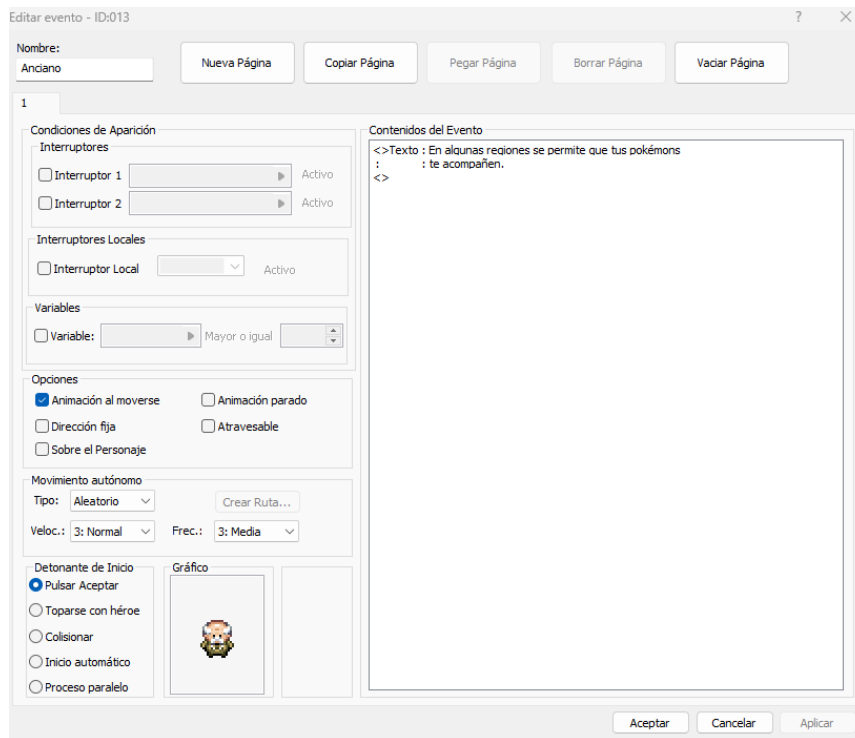 Editar evento - ID:013
? ×
Nombre:
Anciano
Nueva Página
Copiar Página
Pegar Página
Borrar Página
Vaciar Página
1
Condiciones de Aparición
Interruptores
Interruptor 1
Activo
Interruptor 2
Activo
Interruptores Locales
Interruptor Local
Activo
Variables
Variable:
Mayor o igual
Opciones
Animación al moverse
Animación parado
Dirección fija
Atravesable
Sobre el Personaje
Movimiento autónomo
Tipo: Aleatorio
Crear Ruta...
Veloc.: 3: Normal
Frec.: 3: Media
Detonante de Inicio
Pulsar Aceptar
Toparse con héroe
Colisionar
Inicio automático
Proceso paralelo
Gráfico
Contenidos del Evento
<>Texto : En algunas regiones se permite que tus pokémons
: : te acompañen.
<>
Aceptar
Cancelar
Aplicar